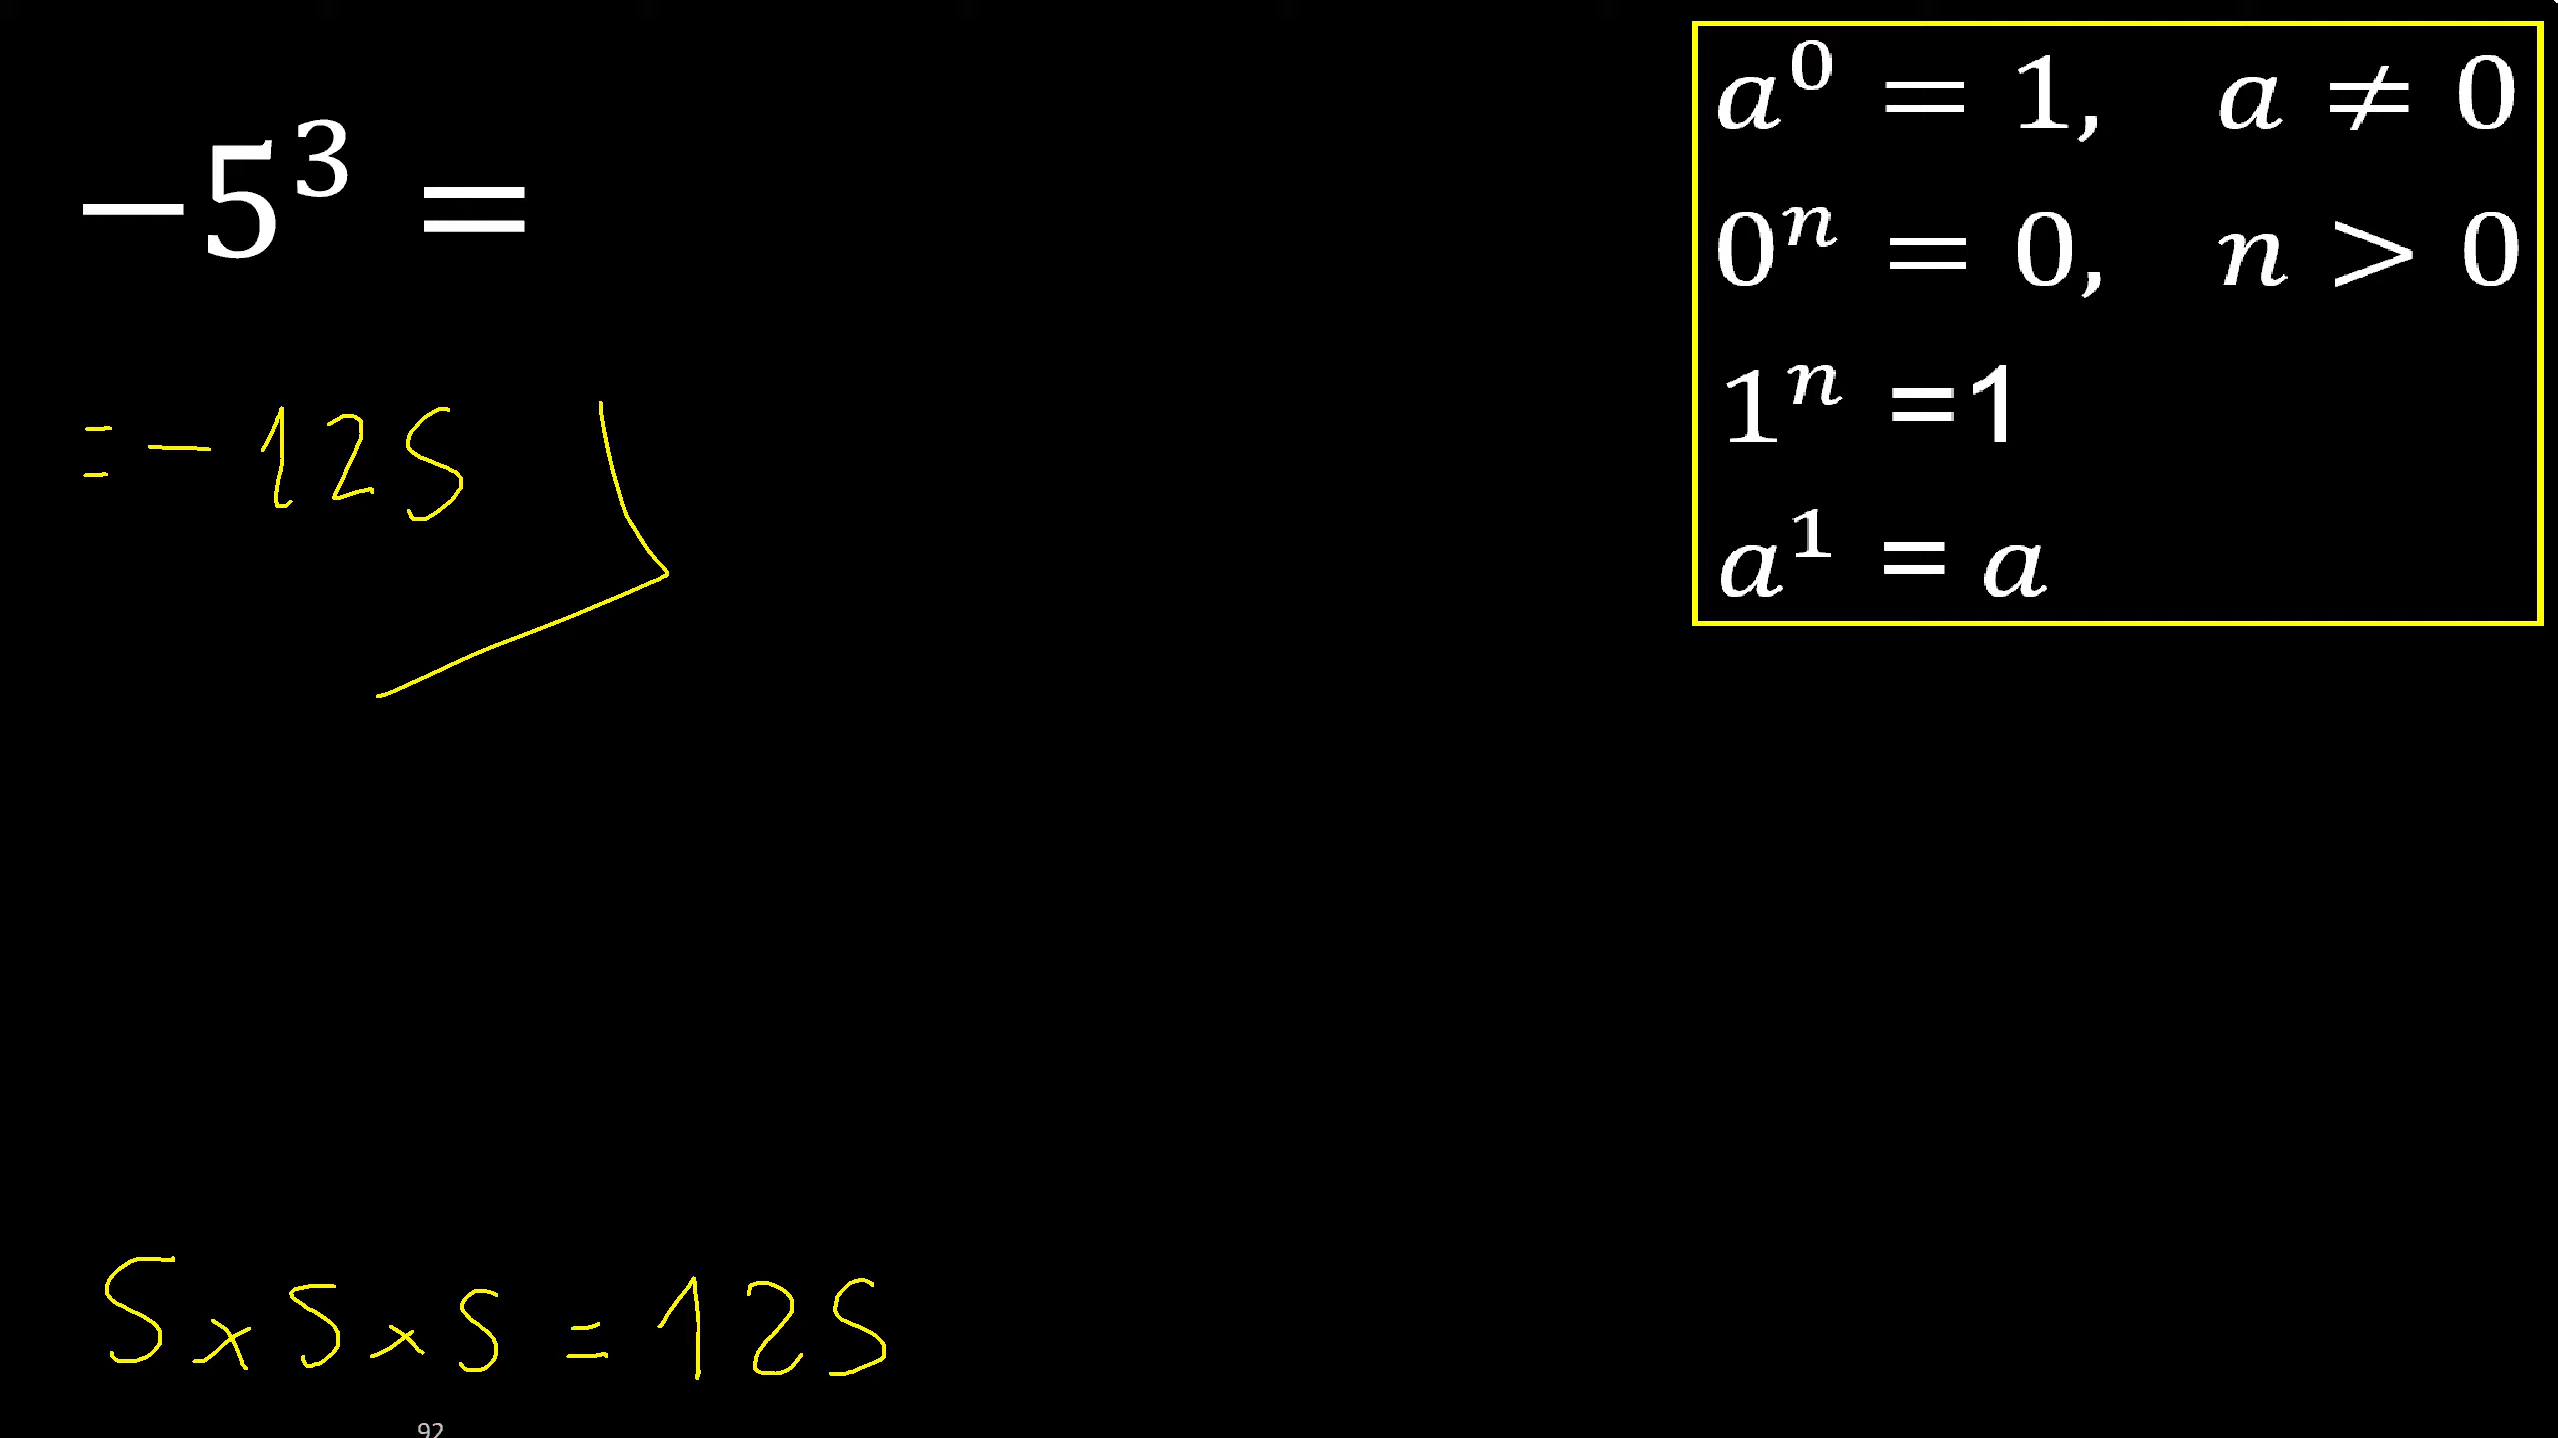 −5³ =
= − 125
a⁰ = 1, a ≠ 0
0ⁿ = 0, n > 0
1ⁿ =1
a¹ = a
5 x 5 x 5 = 125
92